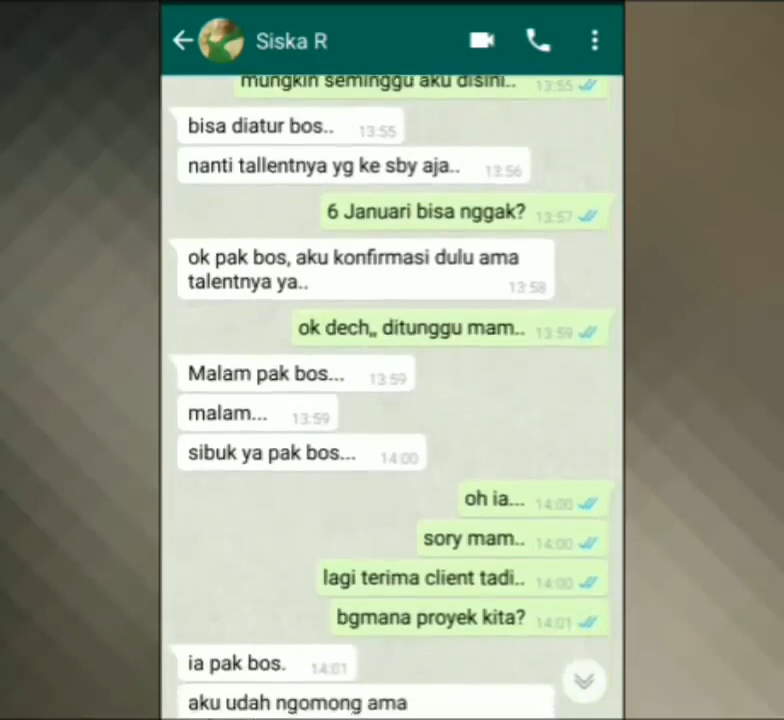 Siska R
mungkin seminggu aku disini.. 13:55
bisa diatur bos.. 13:55
nanti tallentnya yg ke sby aja.. 13:56
6 Januari bisa nggak? 13:57
ok pak bos, aku konfirmasi dulu ama
talentnya ya.. 13:58
ok dech,, ditunggu mam.. 13:59
Malam pak bos... 13:59
malam... 13:59
sibuk ya pak bos... 14:00
oh ia... 14:00
sory mam.. 14:00
lagi terima client tadi.. 14:00
bgmana proyek kita? 14:01
ia pak bos. 14:01
aku udah ngomong ama